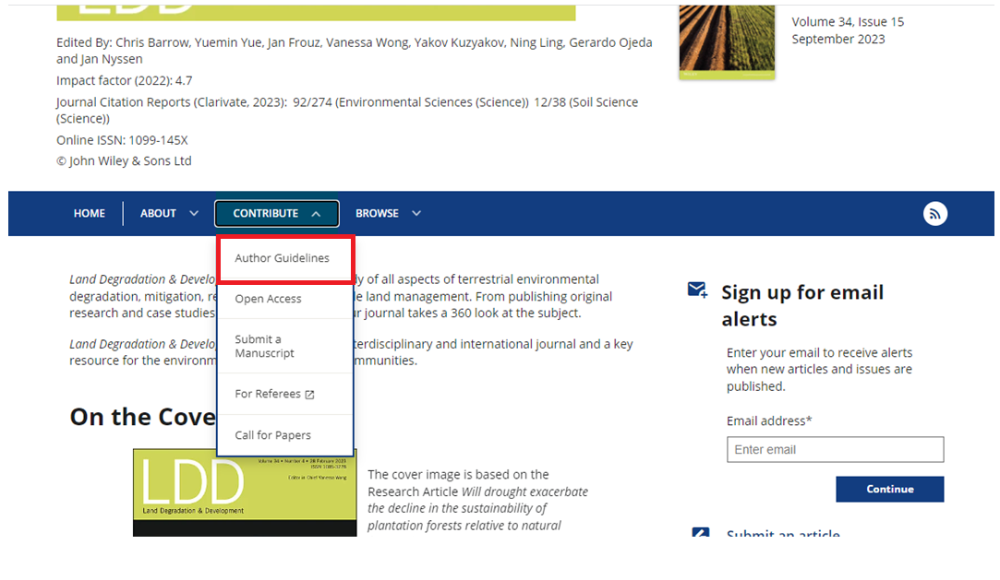 LDD
Volume 34, Issue 15
September 2023
Edited By: Chris Barrow, Yuemin Yue, Jan Frouz, Vanessa Wong, Yakov Kuzyakov, Ning Ling, Gerardo Ojeda
and Jan Nyssen
Impact factor (2022): 4.7
Journal Citation Reports (Clarivate, 2023): 92/274 (Environmental Sciences (Science)) 12/38 (Soil Science
(Science))
Online ISSN: 1099-145X
© John Wiley & Sons Ltd
HOME
ABOUT
CONTRIBUTE
BROWSE
Author Guidelines
Open Access
Submit a
Manuscript
For Referees
Call for Papers
Land Degradation & Develo y of all aspects of terrestrial environmental
degradation, mitigation, re e land management. From publishing original
research and case studies ur journal takes a 360 look at the subject.
Land Degradation & Develo terdisciplinary and international journal and a key
resource for the environm mmunities.
On the Cove
LDD
Land Degradation & Development
Volume 34 • Number 4 • 28 February 2023
Editor in Chief Vanessa Wong
The cover image is based on the
Research Article Will drought exacerbate
the decline in the sustainability of
plantation forests relative to natural
Sign up for email
alerts
Enter your email to receive alerts
when new articles and issues are
published.
Email address*
Enter email
Continue
Submit an article